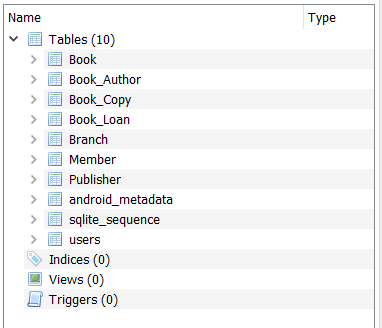 Name Type
Tables (10)
Book
Book_Author
Book_Copy
Book_Loan
Branch
Member
Publisher
android_metadata
sqlite_sequence
users
Indices (0)
Views (0)
Triggers (0)